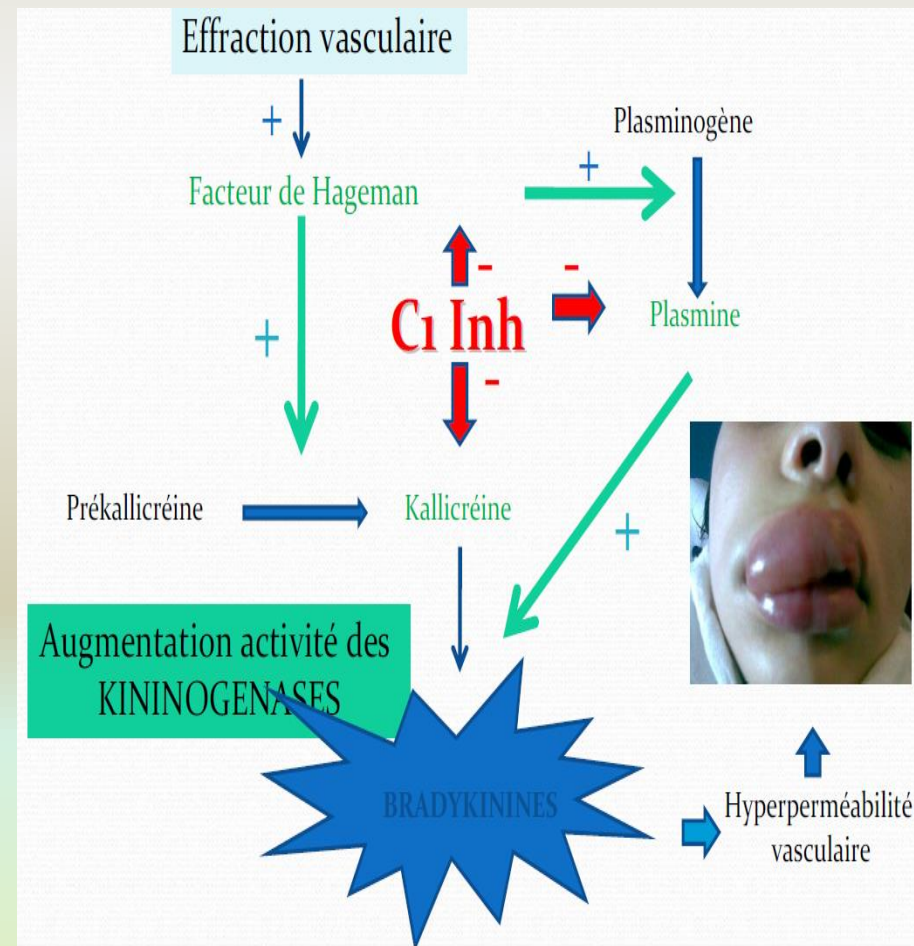 Effraction vasculaire
+
Plasminogène
+
Facteur de Hageman
-
-
C1 Inh
Plasmine
+
-
Prékallicréine
Kallicréine
+
Augmentation activité des
KININOGENASES
BRADYKININES
Hyperperméabilité
vasculaire